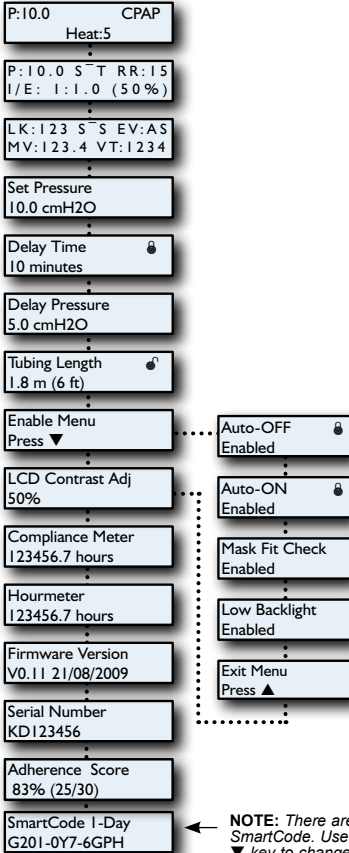 P:10.0 CPAP
Heat:5
P:10.0 S¯T RR:15
I/E: 1:1.0 (50%)
LK:123 S¯S EV:AS
MV:123.4 VT:1234
Set Pressure
10.0 cmH2O
Delay Time
10 minutes
Delay Pressure
5.0 cmH2O
Tubing Length
1.8 m (6 ft)
Enable Menu
Press ▼
Auto-OFF
Enabled
Auto-ON
Enabled
Mask Fit Check
Enabled
Low Backlight
Enabled
Exit Menu
Press ▲
LCD Contrast Adj
50%
Compliance Meter
123456.7 hours
Hourmeter
123456.7 hours
Firmware Version
V0.11 21/08/2009
Serial Number
KD123456
Adherence Score
83% (25/30)
SmartCode 1-Day
G201-0Y7-6GPH
NOTE: There are
SmartCode. Use
▼ key to change